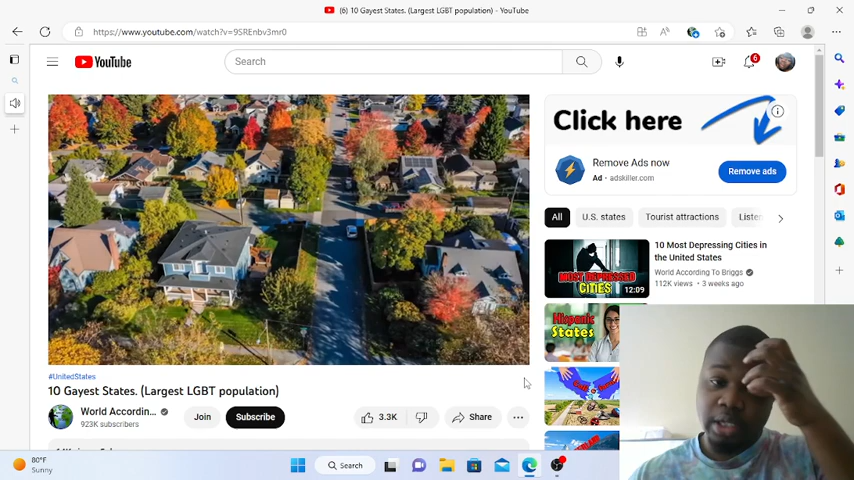 (6) 10 Gayest States. (Largest LGBT population) - YouTube
https://www.youtube.com/watch?v=9SREnbv3mr0
YouTube
Search
6
Click here
Remove Ads now
Ad • adskiller.com
Remove ads
All
U.S. states
Tourist attractions
Listen
MOST DEPRESSED
CITIES
12:09
10 Most Depressing Cities in
the United States
World According To Briggs
112K views • 3 weeks ago
Hispanic
States
#UnitedStates
10 Gayest States. (Largest LGBT population)
World Accordin...
923K subscribers
Join
Subscribe
3.3K
Share
80°F
Sunny
Search